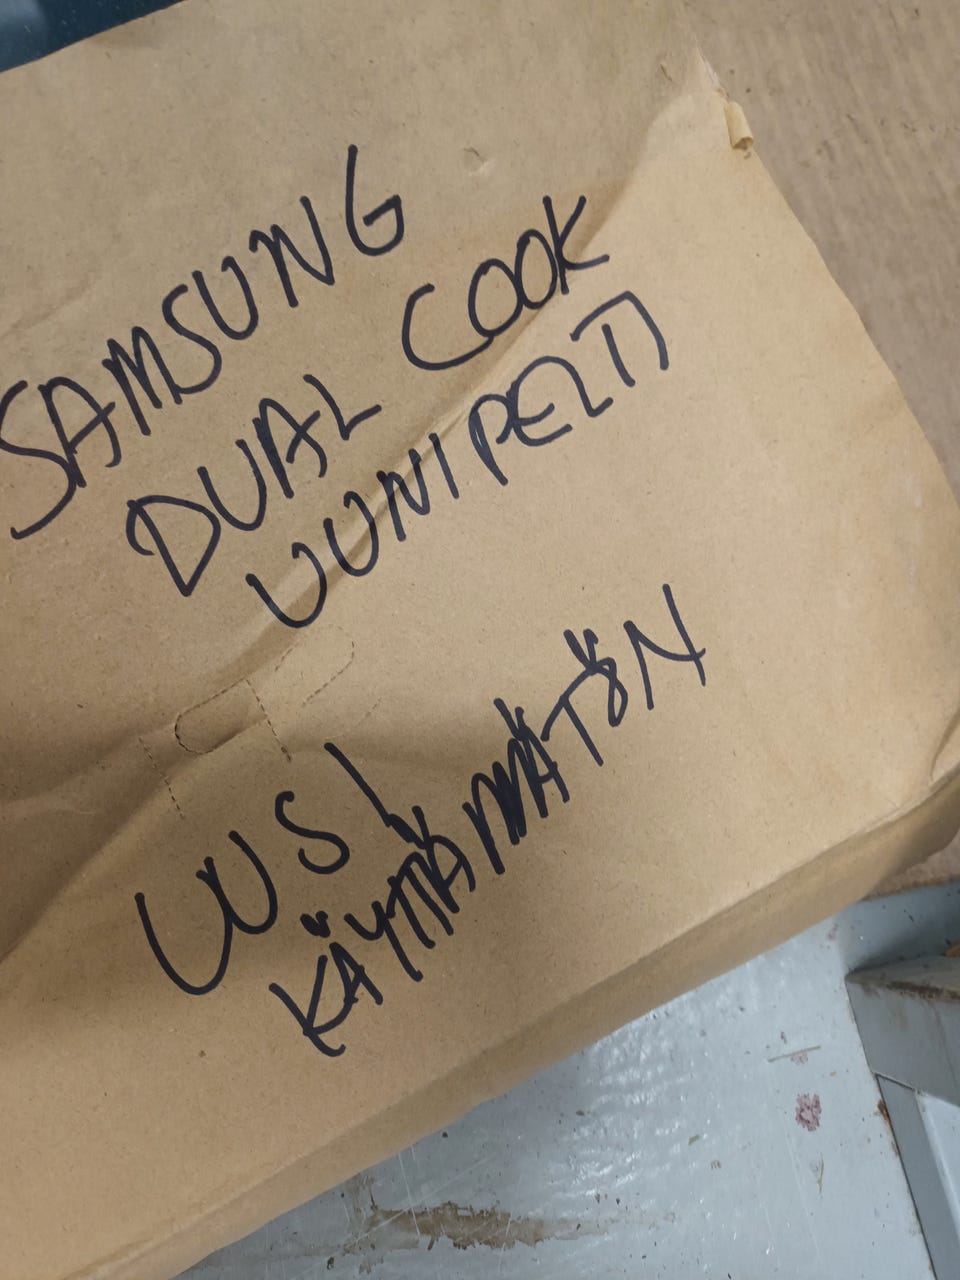 SAMSUNG
DUAL COOK
UUNIPELTI
UUSI
KÄYTTÄMÄTÖN